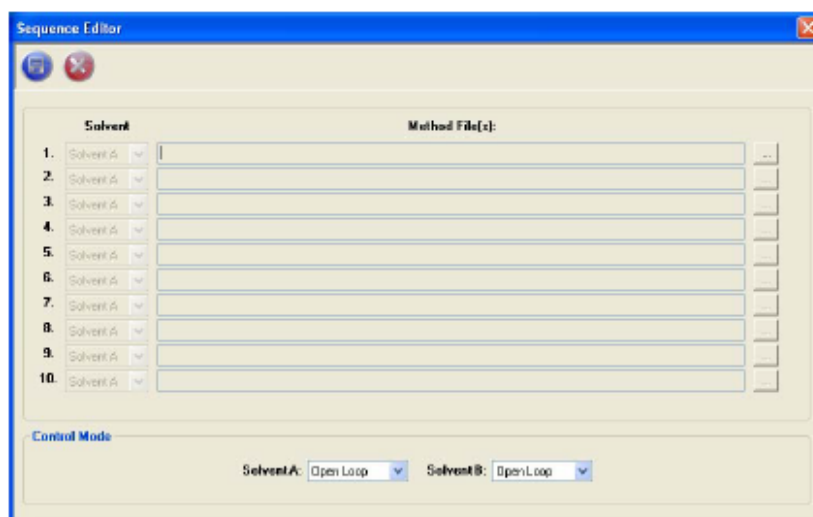 Sequence Editor
Solvent Method File(s):
1. Solvent A ...
2. Solvent A ...
3. Solvent A ...
4. Solvent A ...
5. Solvent A ...
6. Solvent A ...
7. Solvent A ...
8. Solvent A ...
9. Solvent A ...
10. Solvent A ...
Control Mode
Solvent A: Open Loop Solvent B: Open Loop